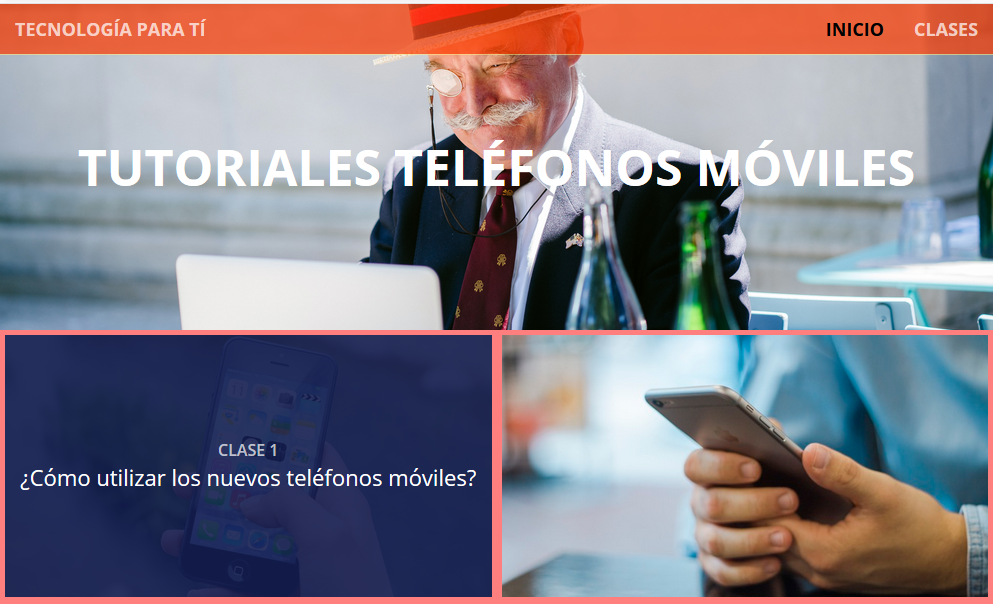 TECNOLOGÍA PARA TÍ
INICIO
CLASES
TUTORIALES TELÉFONOS MÓVILES
CLASE 1
¿Cómo utilizar los nuevos teléfonos móviles?